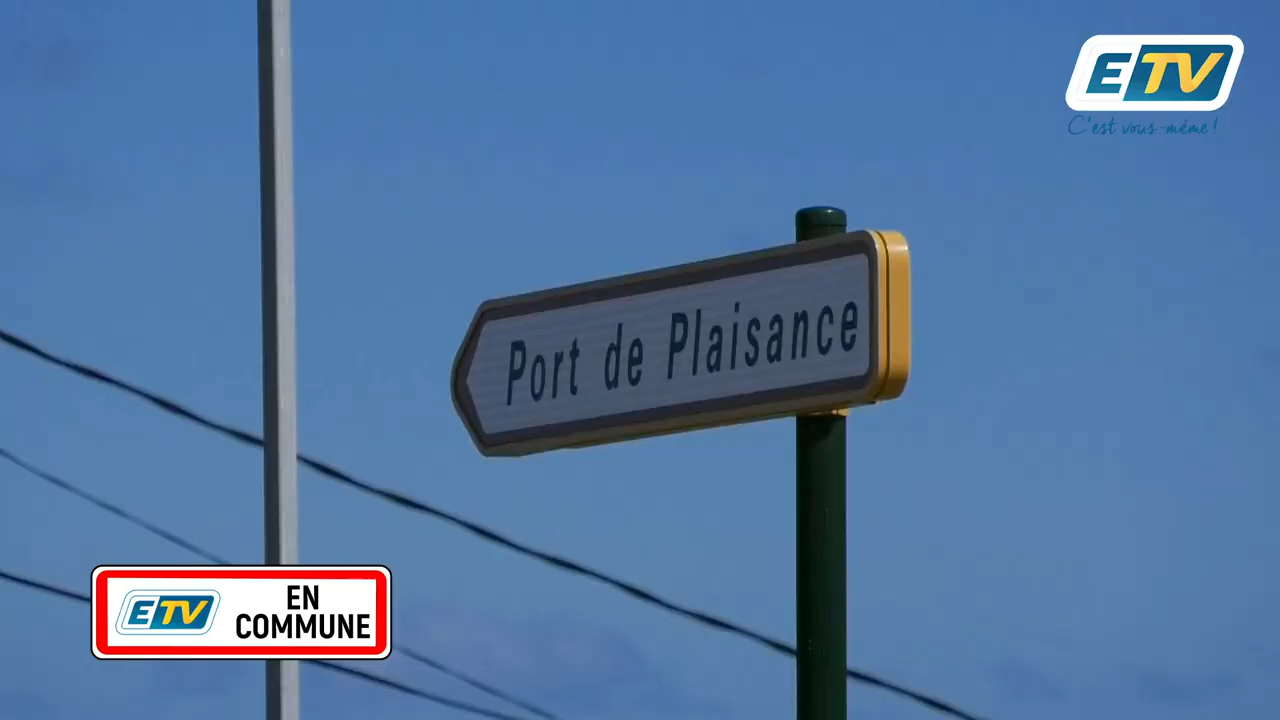 ETV
C'est vous-même !
Port de Plaisance
ETV
EN
COMMUNE